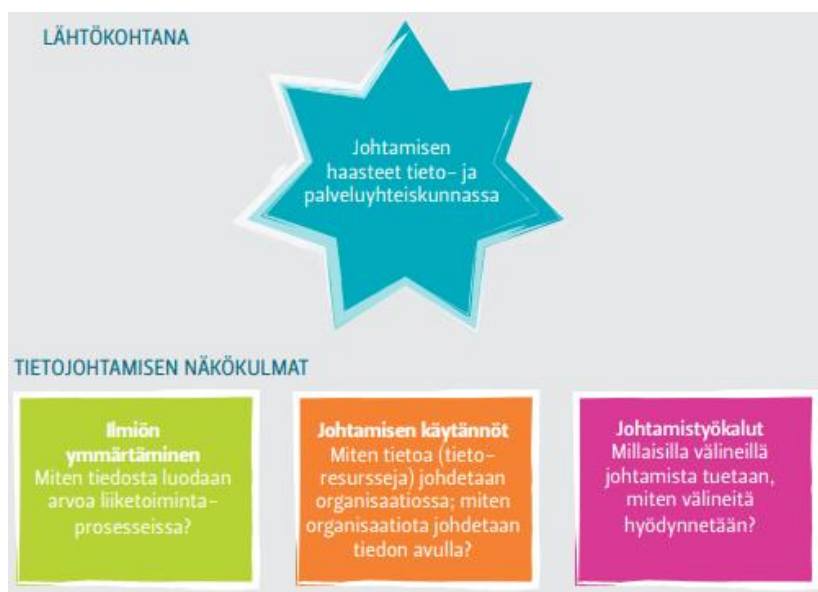 LÄHTÖKOHTANA
Johtamisen
haasteet tieto- ja
palveluyhteiskunnassa
TIETOJOHTAMISEN NÄKÖKULMAT
Ilmiön
ymmärtäminen
Miten tiedosta luodaan
arvoa liiketoiminta-
prosesseissa?
Johtamisen käytännöt
Miten tietoa (tieto-
resursseja) johdetaan
organisaatiossa; miten
organisaatiota johdetaan
tiedon avulla?
Johtamistyökalut
Millaisilla välineillä
johtamista tuetaan,
miten välineitä
hyödynnetään?